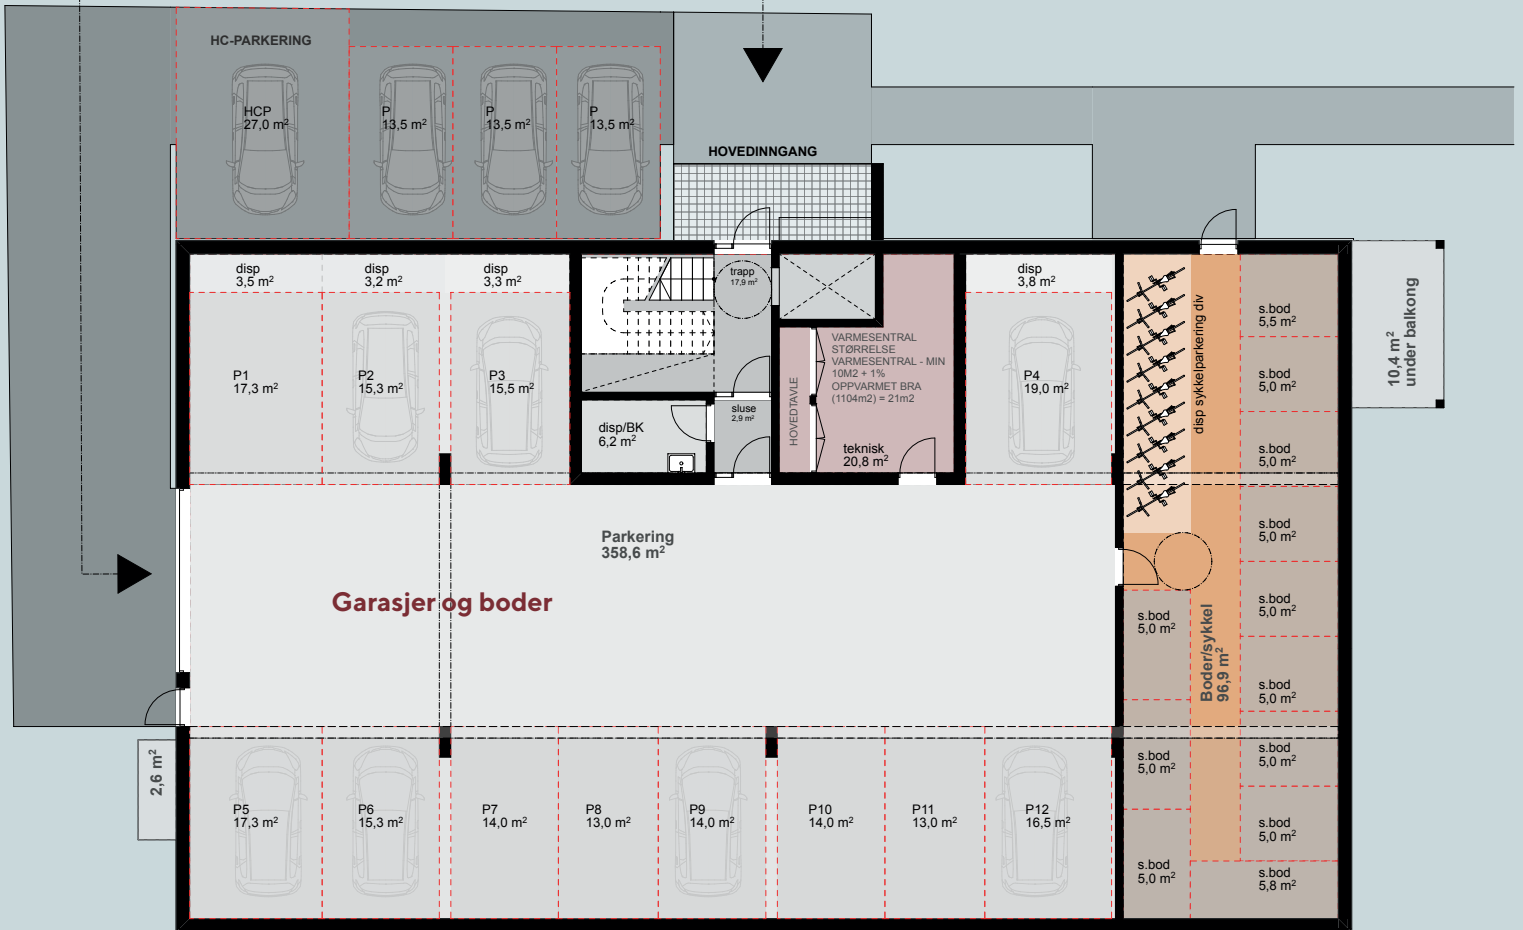 HC-PARKERING
HCP
27,0 m²
P
13,5 m²
P
13,5 m²
P
13,5 m²
HOVEDINNGANG
disp
3,5 m²
disp
3,2 m²
disp
3,3 m²
trapp
17,9 m²
disp
3,8 m²
P1
17,3 m²
P2
15,3 m²
P3
15,5 m²
VARMESENTRAL
STØRRELSE
VARMESENTRAL - MIN
10M2 + 1%
OPPVARMET BRA
(1104m2) = 21m2
HOVEDTAVLE
teknisk
20,8 m²
P4
19,0 m²
disp/BK
6,2 m²
sluse
2,9 m²
disp sykkelparkering div
s.bod
5,5 m²
s.bod
5,0 m²
s.bod
5,0 m²
s.bod
5,0 m²
s.bod
5,0 m²
s.bod
5,0 m²
s.bod
5,0 m²
s.bod
5,0 m²
s.bod
5,8 m²
10,4 m²
under balkong
Parkering
358,6 m²
Garasjer og boder
Boder/sykkel
96,9 m²
s.bod
5,0 m²
s.bod
5,0 m²
s.bod
5,0 m²
2,6 m²
P5
17,3 m²
P6
15,3 m²
P7
14,0 m²
P8
13,0 m²
P9
14,0 m²
P10
14,0 m²
P11
13,0 m²
P12
16,5 m²